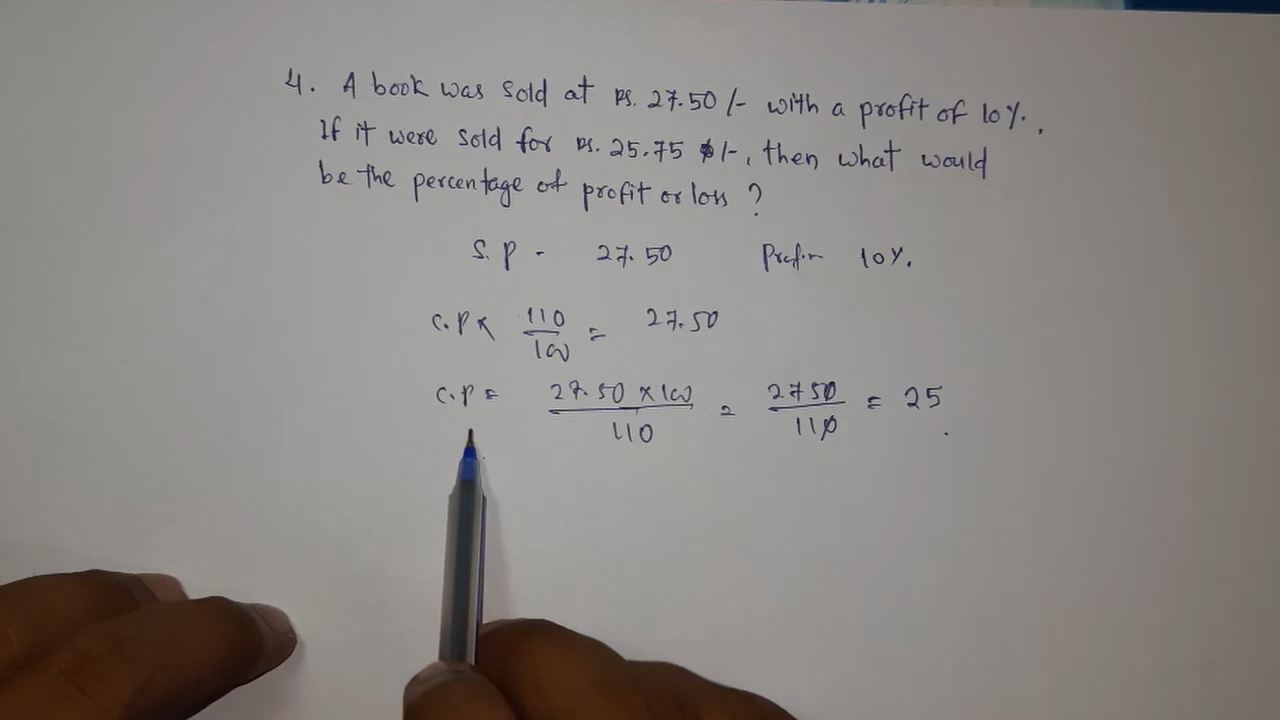 4. A book was sold at Rs. 27.50 /- with a profit of 10%.
If it were sold for Rs. 25.75 /-, then what would
be the percentage of profit or loss ?
S.P - 27.50 Profit 10%.
C.P x 110/100 = 27.50
C.P = 27.50 x 100/110 = 2750/110 = 25.